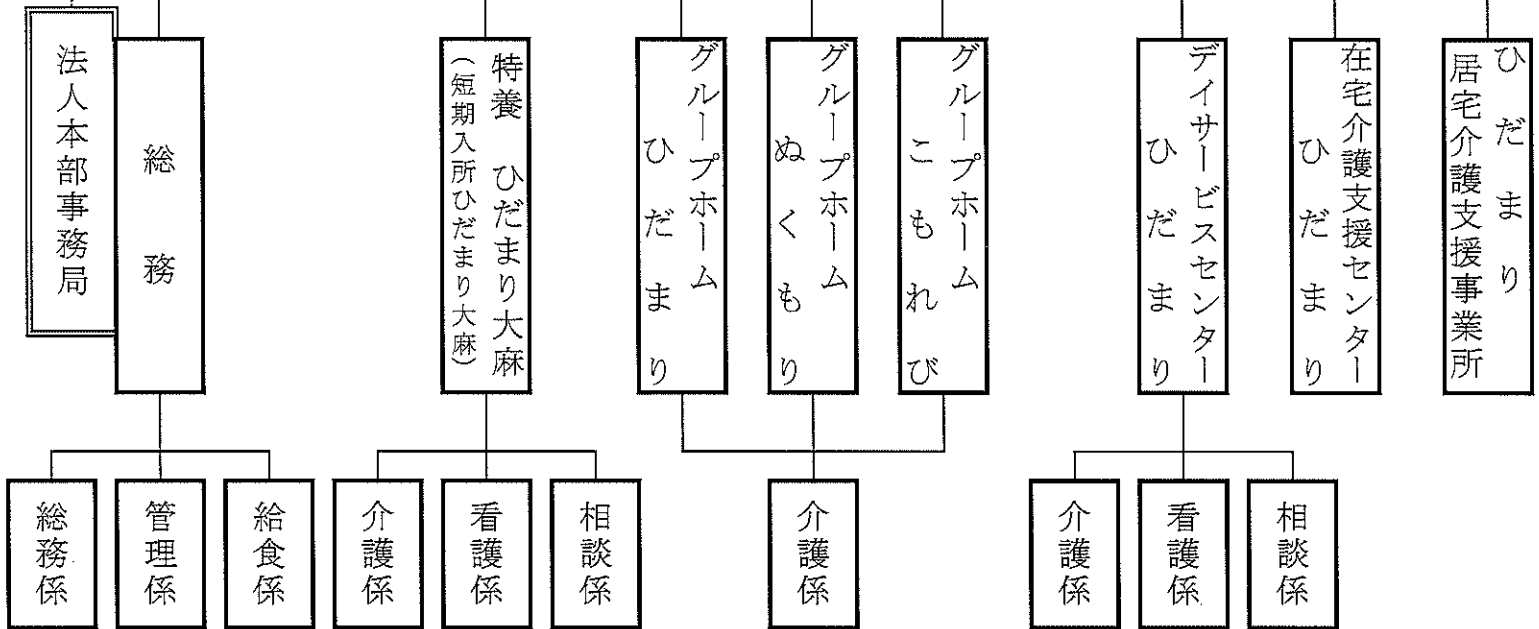 法人本部事務局
総務
特養 ひだまり大麻
(短期入所ひだまり大麻)
グループホーム
ひだまり
グループホーム
ぬくもり
グループホーム
こもれび
デイサービスセンター
ひだまり
在宅介護支援センター
ひだまり
ひだまり
居宅介護支援事業所
総務係
管理係
給食係
介護係
看護係
相談係
介護係
介護係
看護係
相談係